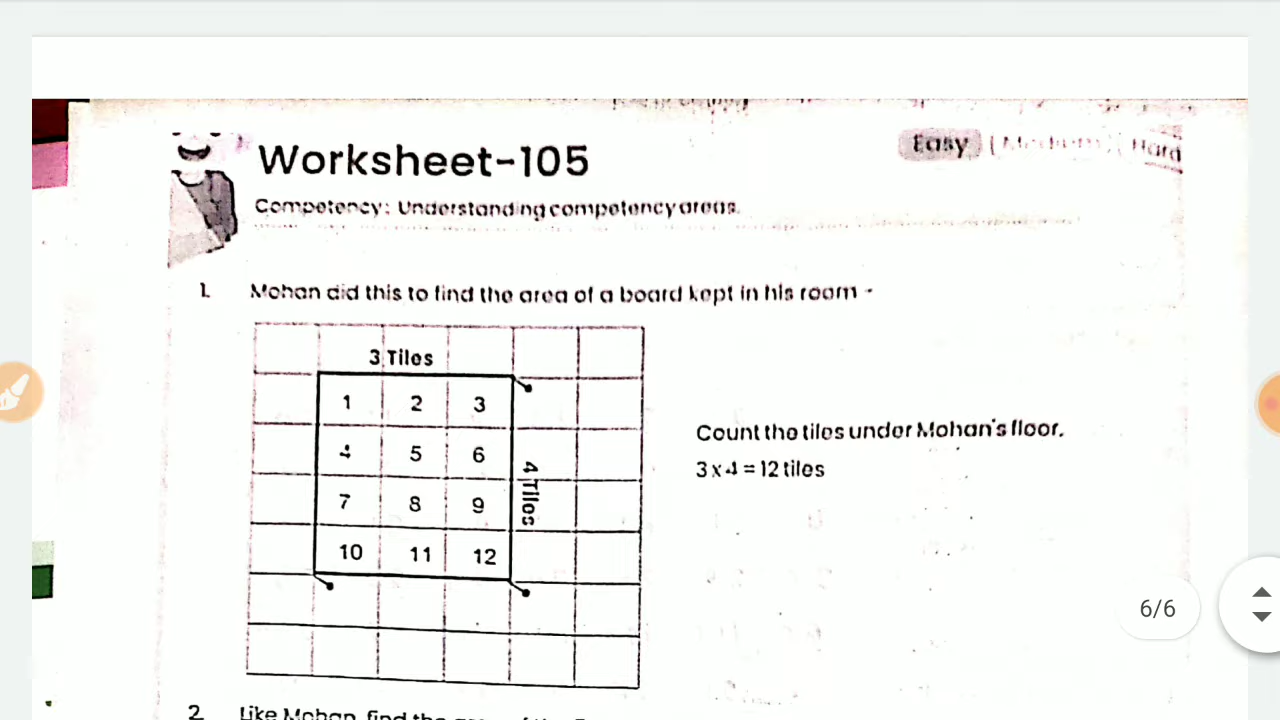 Worksheet-105
Easy
Hard
Competency: Understanding competency areas.
1. Mohan did this to find the area of a board kept in his room -
3 Tiles
1 2 3
4 5 6
7 8 9
10 11 12
4 Tiles
Count the tiles under Mohan's floor.
3 x 4 = 12 tiles
6/6
2. Like Mohan, find the